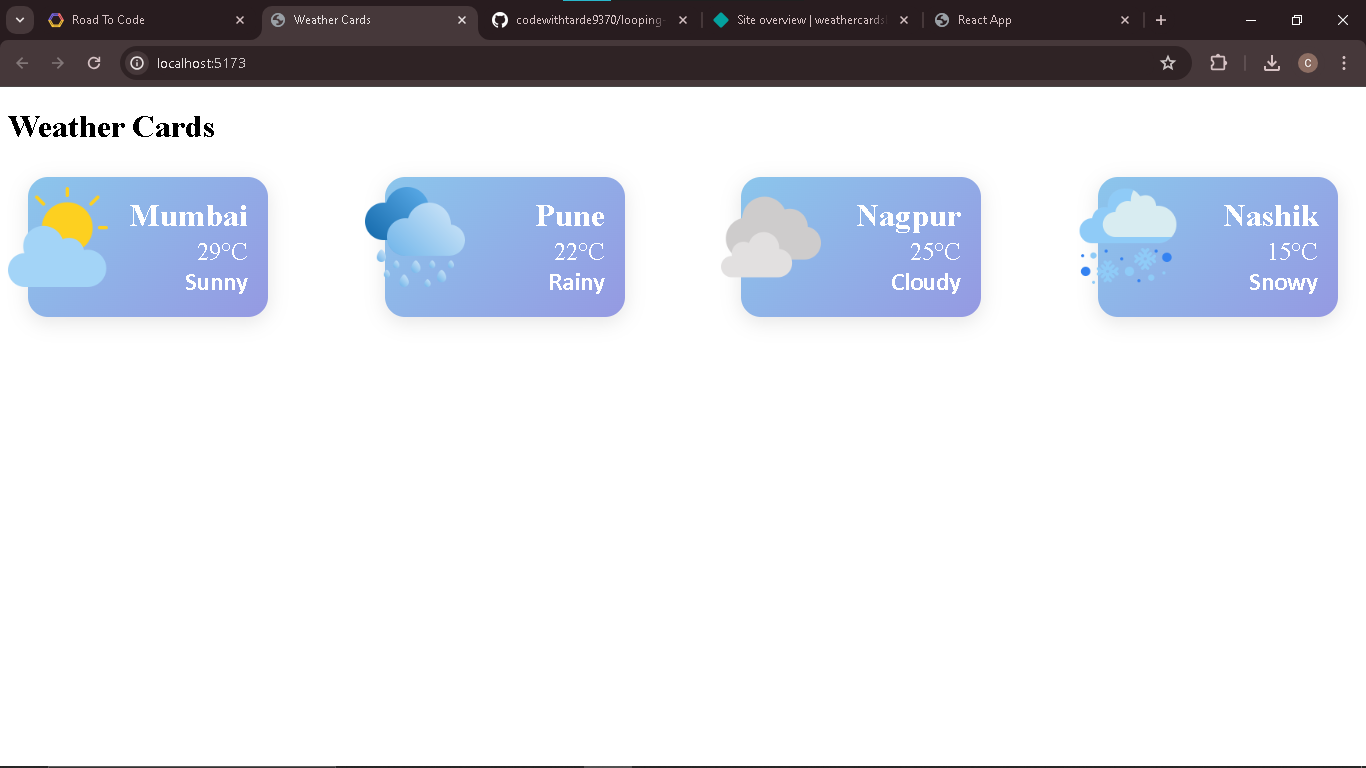 Road To Code
Weather Cards
codewithtarde9370/looping-
Site overview | weathercards
React App
localhost:5173
C
Weather Cards
Mumbai
29°C
Sunny
Pune
22°C
Rainy
Nagpur
25°C
Cloudy
Nashik
15°C
Snowy